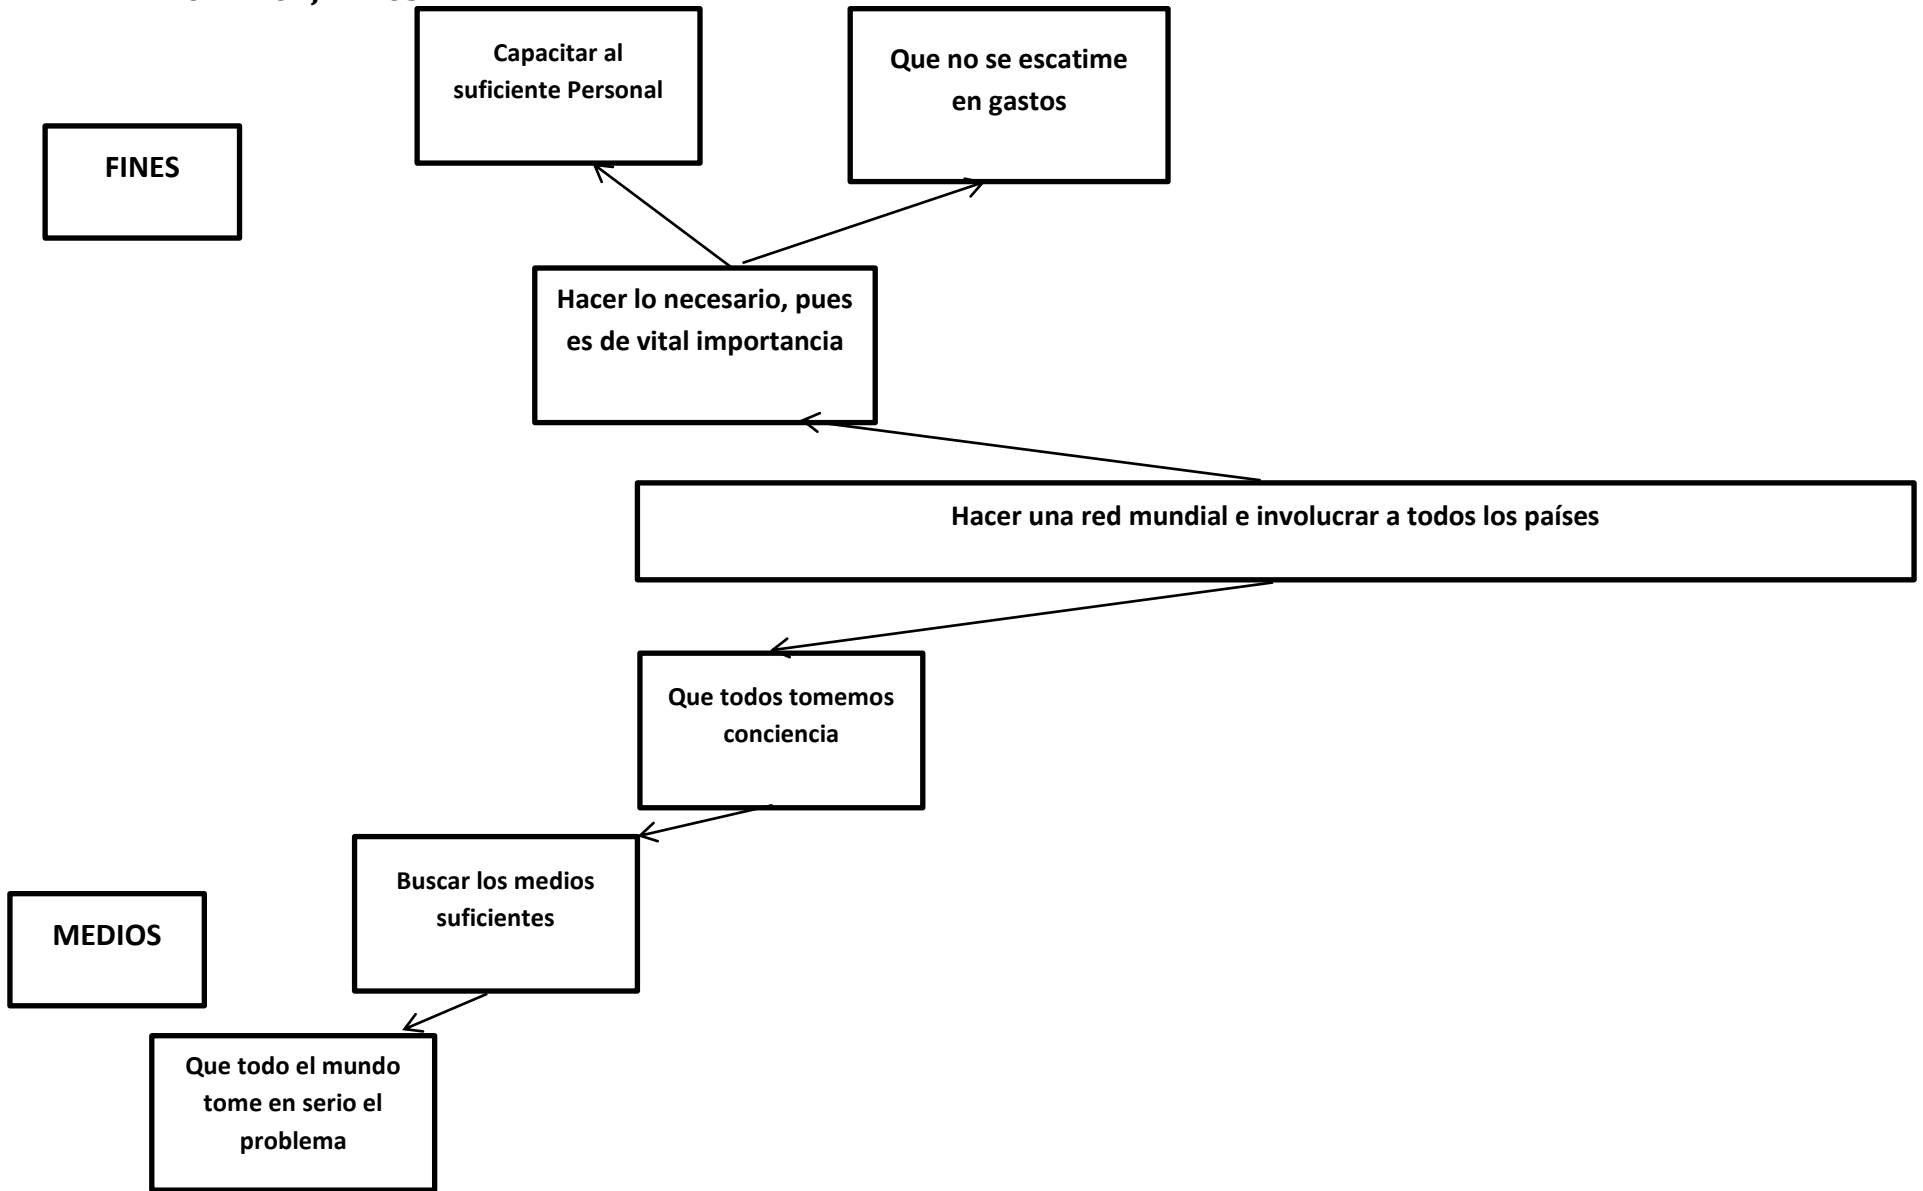 Capacitar al
suficiente Personal
Que no se escatime
en gastos
FINES
Hacer lo necesario, pues
es de vital importancia
Hacer una red mundial e involucrar a todos los países
Que todos tomemos
conciencia
Buscar los medios
suficientes
MEDIOS
Que todo el mundo
tome en serio el
problema